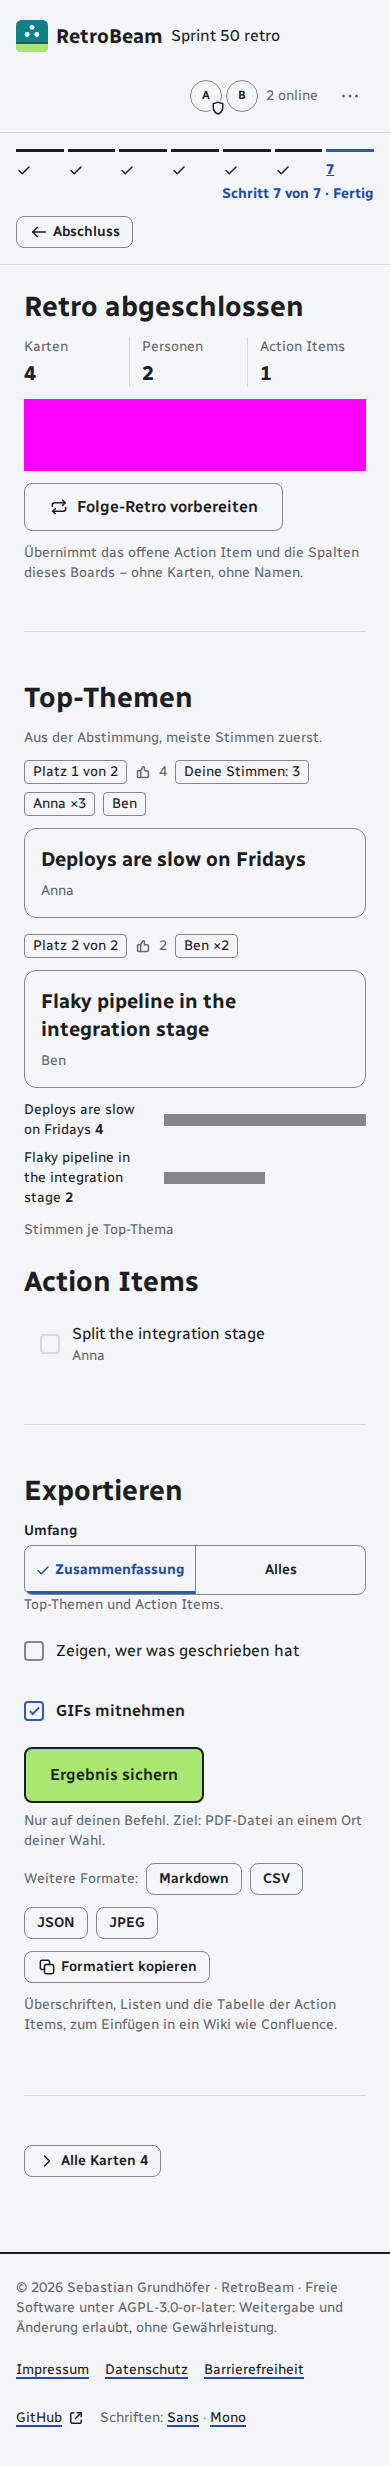 RetroBeam Sprint 50 retro
A B 2 online
7
Schritt 7 von 7 · Fertig
Abschluss
Retro abgeschlossen
Karten Personen Action Items
4 2 1
Folge-Retro vorbereiten
Übernimmt das offene Action Item und die Spalten
dieses Boards – ohne Karten, ohne Namen.
Top-Themen
Aus der Abstimmung, meiste Stimmen zuerst.
Platz 1 von 2 4 Deine Stimmen: 3
Anna ×3 Ben
Deploys are slow on Fridays
Anna
Platz 2 von 2 2 Ben ×2
Flaky pipeline in the
integration stage
Ben
Deploys are slow
on Fridays 4
Flaky pipeline in
the integration
stage 2
Stimmen je Top-Thema
Action Items
Split the integration stage
Anna
Exportieren
Umfang
Zusammenfassung Alles
Top-Themen und Action Items.
Zeigen, wer was geschrieben hat
GIFs mitnehmen
Ergebnis sichern
Nur auf deinen Befehl. Ziel: PDF-Datei an einem Ort
deiner Wahl.
Weitere Formate: Markdown CSV
JSON JPEG
Formatiert kopieren
Überschriften, Listen und die Tabelle der Action
Items, zum Einfügen in ein Wiki wie Confluence.
Alle Karten 4
© 2026 Sebastian Grundhöfer · RetroBeam · Freie
Software unter AGPL-3.0-or-later: Weitergabe und
Änderung erlaubt, ohne Gewährleistung.
Impressum Datenschutz Barrierefreiheit
GitHub Schriften: Sans · Mono